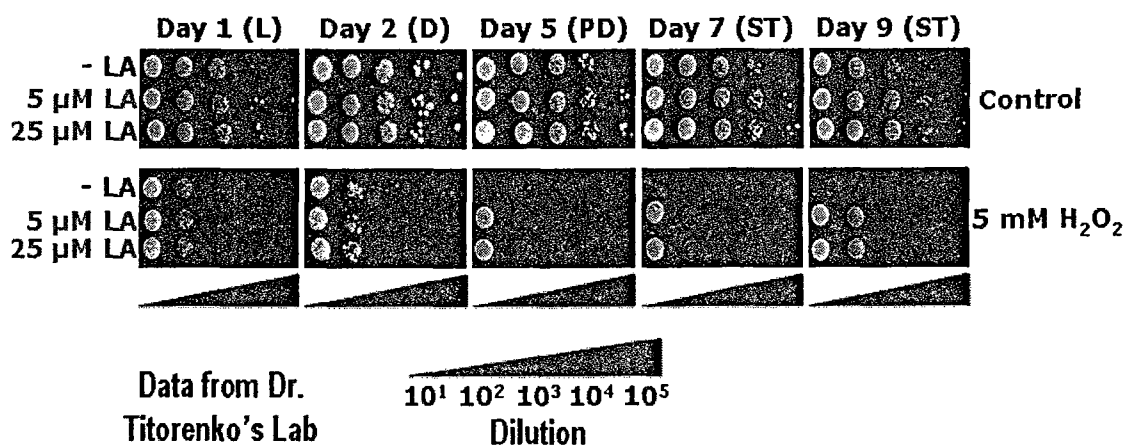 Day 1 (L) Day 2 (D) Day 5 (PD) Day 7 (ST) Day 9 (ST)
- LA
5 µM LA
25 µM LA
Control
- LA
5 µM LA
25 µM LA
5 mM H₂O₂
Data from Dr.
Titorenko's Lab
10¹ 10² 10³ 10⁴ 10⁵
Dilution